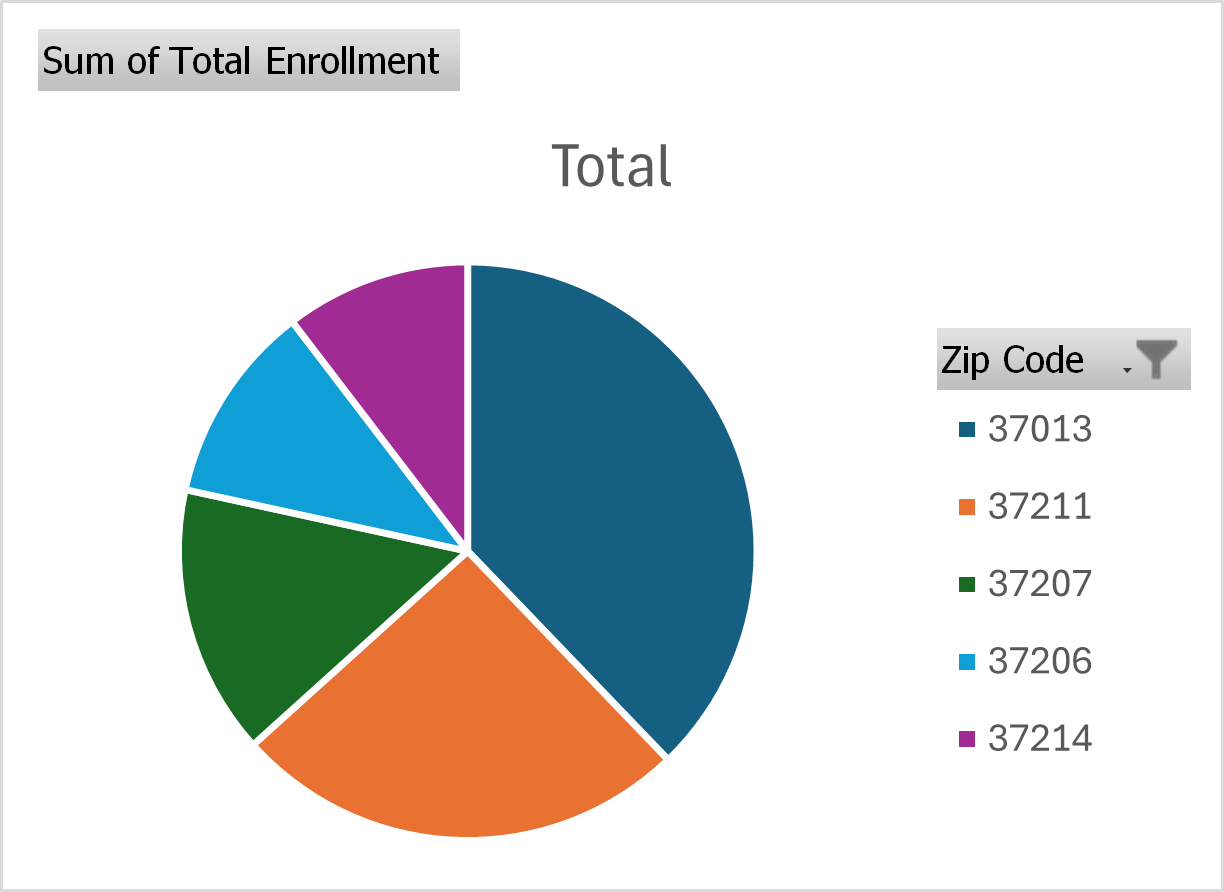 Sum of Total Enrollment
Total
Zip Code
37013
37211
37207
37206
37214